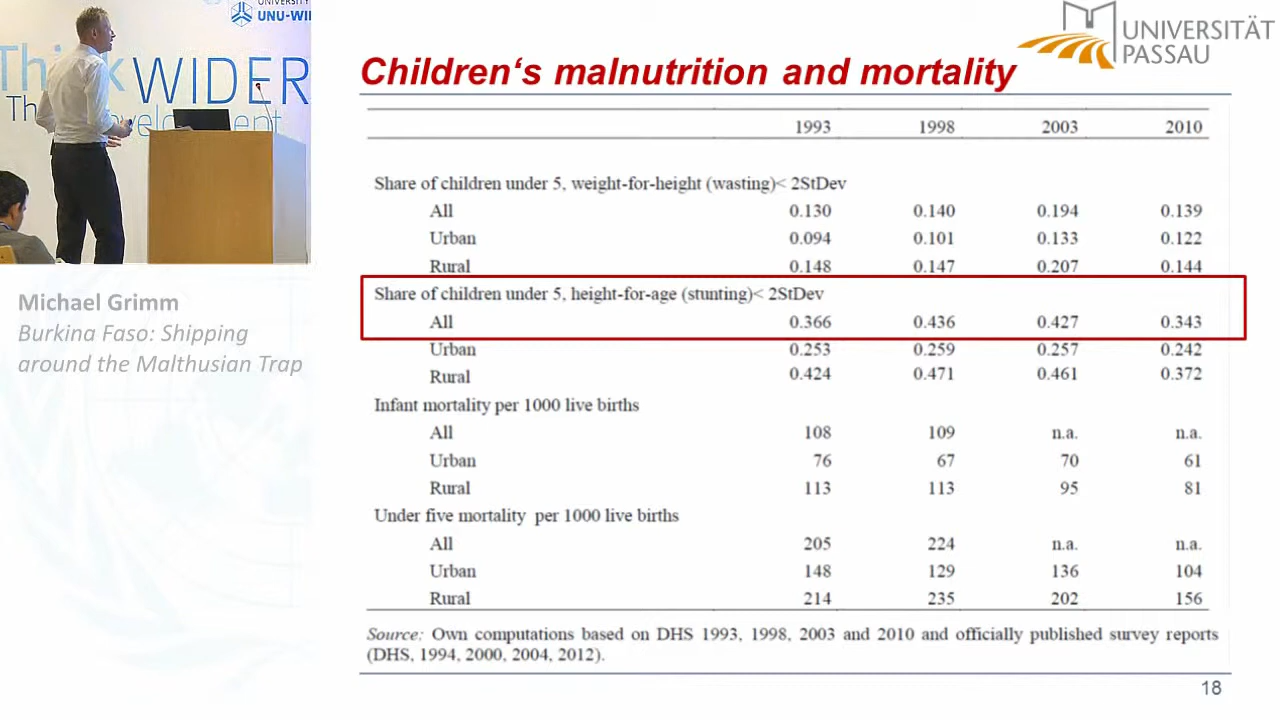 UNIVERSITY
UNU-WI
Think WIDER
Development
UNIVERSITÄT
PASSAU
Children‘s malnutrition and mortality
Michael Grimm
Burkina Faso: Shipping
around the Malthusian Trap
1993 1998 2003 2010
Share of children under 5, weight-for-height (wasting)< 2StDev
All 0.130 0.140 0.194 0.139
Urban 0.094 0.101 0.133 0.122
Rural 0.148 0.147 0.207 0.144
Share of children under 5, height-for-age (stunting)< 2StDev
All 0.366 0.436 0.427 0.343
Urban 0.253 0.259 0.257 0.242
Rural 0.424 0.471 0.461 0.372
Infant mortality per 1000 live births
All 108 109 n.a. n.a.
Urban 76 67 70 61
Rural 113 113 95 81
Under five mortality per 1000 live births
All 205 224 n.a. n.a.
Urban 148 129 136 104
Rural 214 235 202 156
Source: Own computations based on DHS 1993, 1998, 2003 and 2010 and officially published survey reports
(DHS, 1994, 2000, 2004, 2012).
18